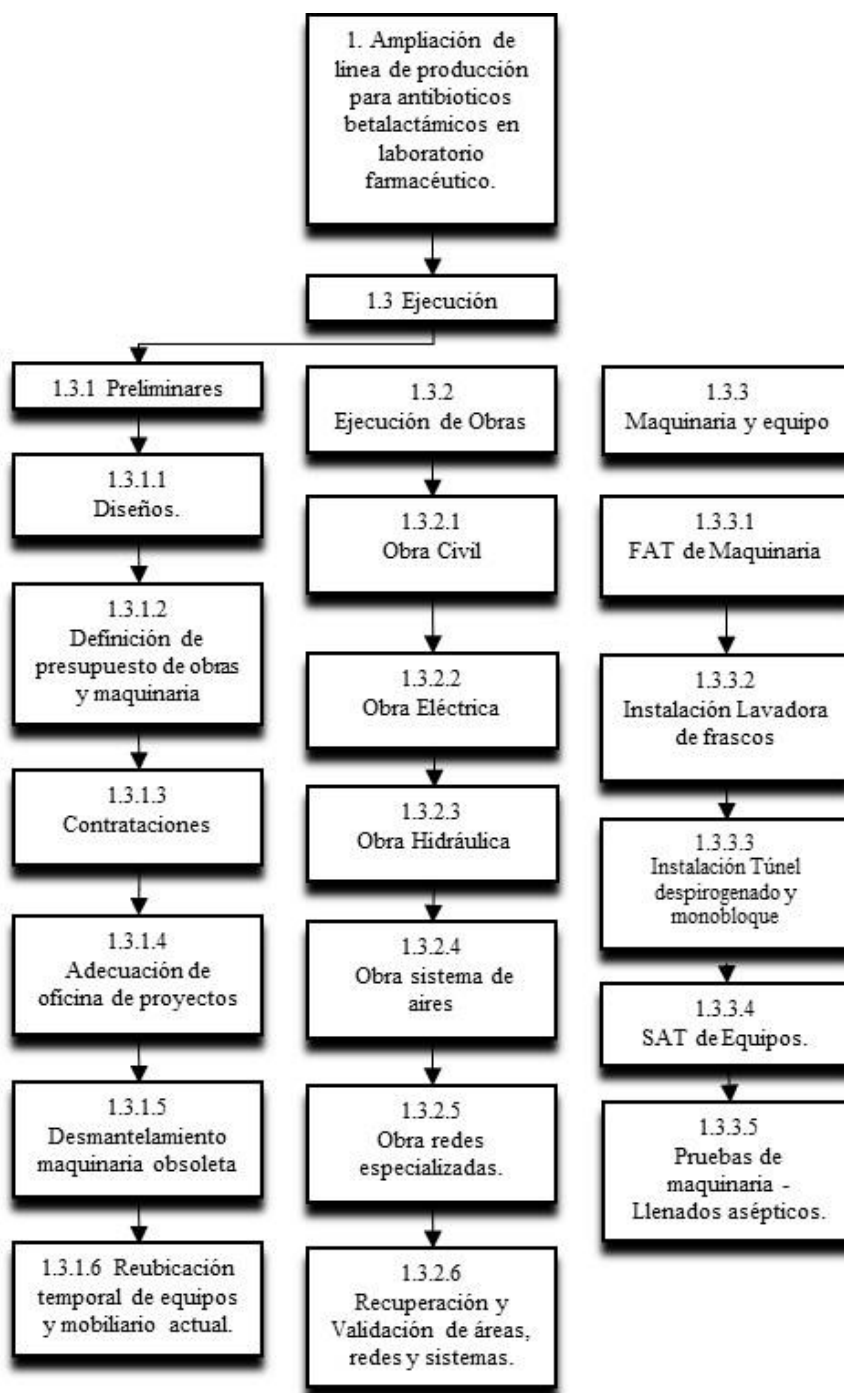 1. Ampliación de
linea de producción
para antibioticos
betalactámicos en
laboratorio
farmacéutico.
1.3 Ejecución
1.3.1 Preliminares
1.3.1.1
Diseños.
1.3.1.2
Definición de
presupuesto de obras
y maquinaria
1.3.1.3
Contrataciones
1.3.1.4
Adecuación de
oficina de proyectos
1.3.1.5
Desmantelamiento
maquinaria obsoleta
1.3.1.6 Reubicación
temporal de equipos
y mobiliario actual.
1.3.2
Ejecución de Obras
1.3.2.1
Obra Civil
1.3.2.2
Obra Eléctrica
1.3.2.3
Obra Hidráulica
1.3.2.4
Obra sistema de
aires
1.3.2.5
Obra redes
especializadas.
1.3.2.6
Recuperación y
Validación de áreas,
redes y sistemas.
1.3.3
Maquinaria y equipo
1.3.3.1
FAT de Maquinaria
1.3.3.2
Instalación Lavadora
de frascos
1.3.3.3
Instalación Túnel
despirogenado y
monobloque
1.3.3.4
SAT de Equipos.
1.3.3.5
Pruebas de
maquinaria -
Llenados asépticos.